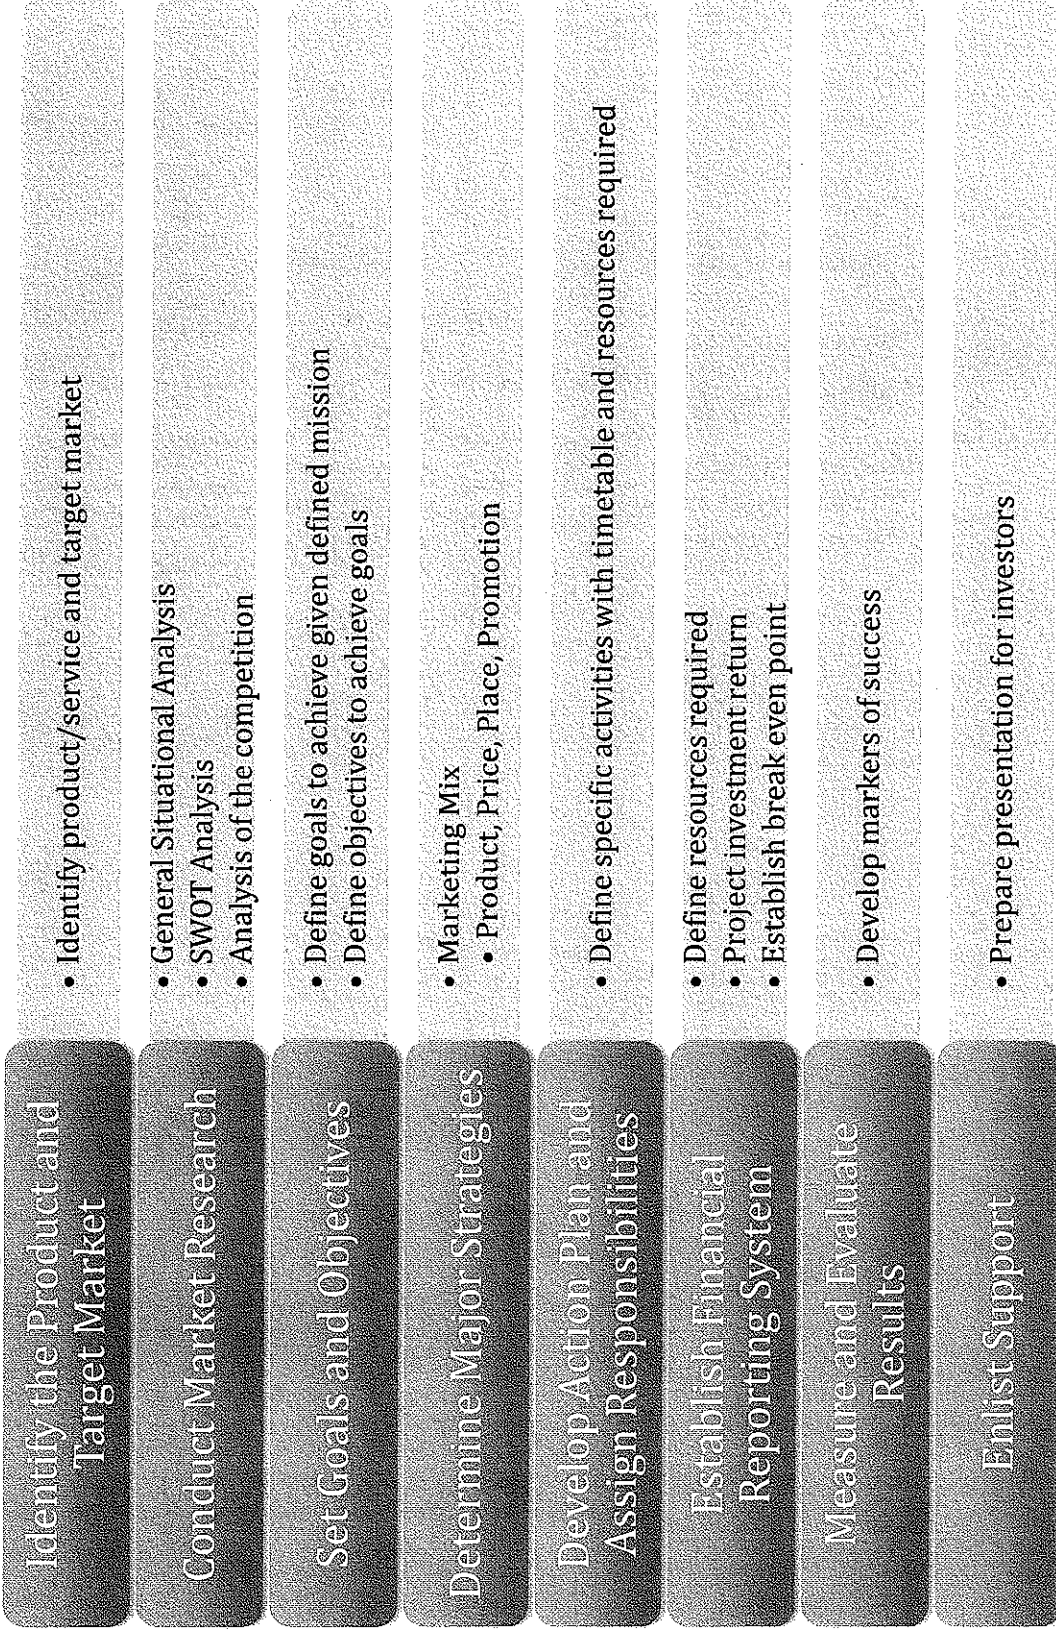 Identify the Product and
Target Market
• Identify product/service and target market
Conduct Market Research
• General Situational Analysis
• SWOT Analysis
• Analysis of the competition
Set Goals and Objectives
• Define goals to achieve given defined mission
• Define objectives to achieve goals
Determine Major Strategies
• Marketing Mix
• Product, Price, Place, Promotion
Develop Action Plan and
Assign Responsibilities
• Define specific activities with timetable and resources required
Establish Financial
Reporting System
• Define resources required
• Project investment return
• Establish break even point
Measure and Evaluate
Results
• Develop markers of success
Enlist Support
• Prepare presentation for investors